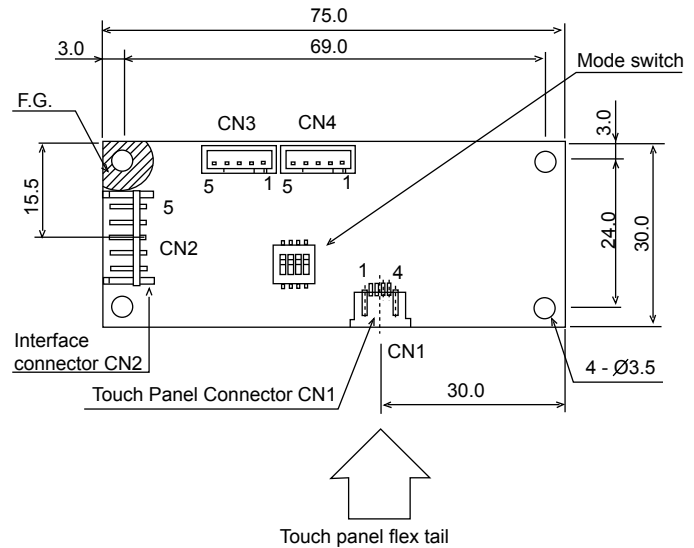 75.0
3.0
69.0
Mode switch
F.G.
CN3
CN4
3.0
5
1
5
1
15.5
5
CN2
24.0
30.0
1
4
Interface
connector CN2
CN1
4 - Ø3.5
Touch Panel Connector CN1
30.0
Touch panel flex tail